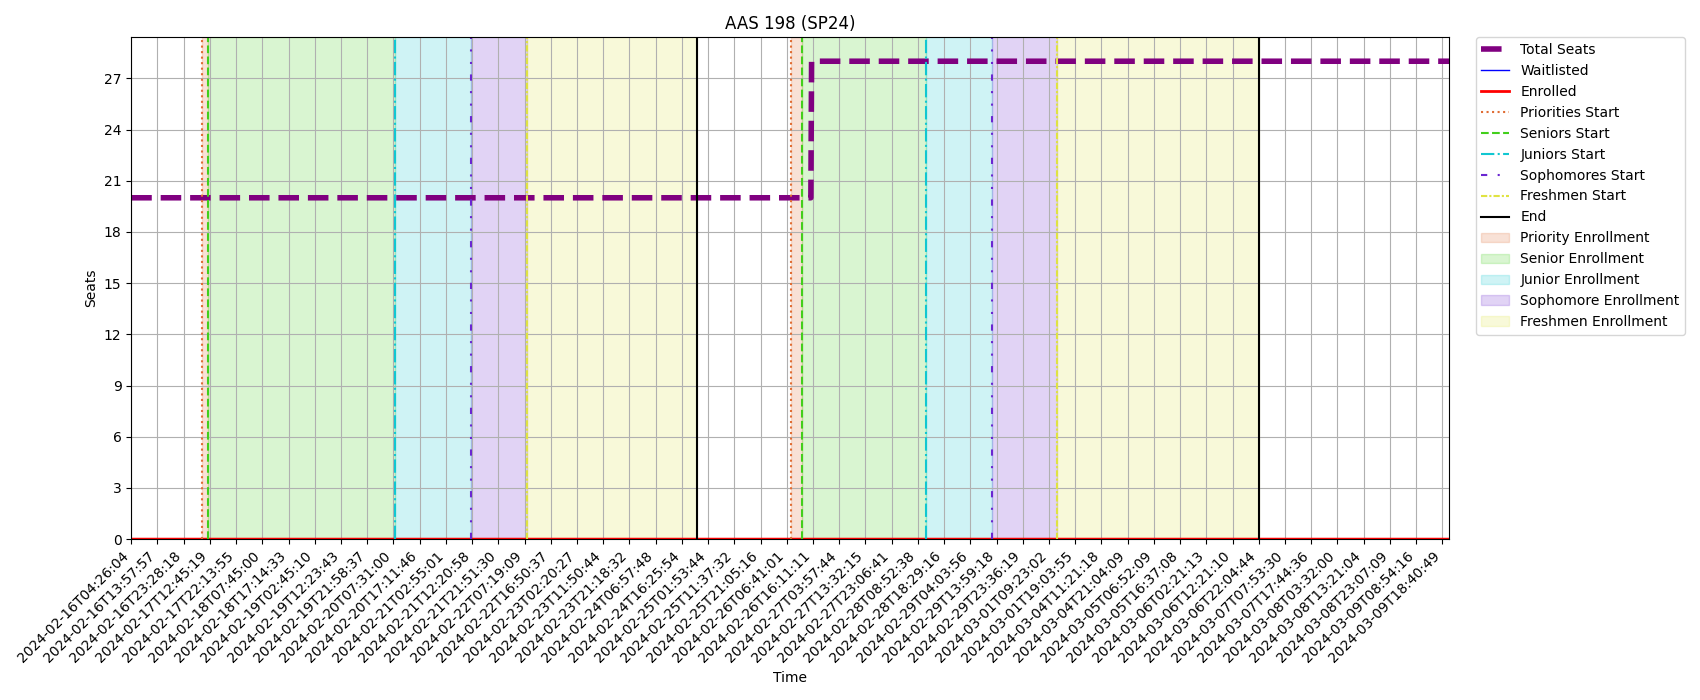 AAS 198 (SP24)
Total Seats
Waitlisted
Enrolled
Priorities Start
Seniors Start
Juniors Start
Sophomores Start
Freshmen Start
End
Priority Enrollment
Senior Enrollment
Junior Enrollment
Sophomore Enrollment
Freshmen Enrollment
Seats
27
24
21
18
15
12
9
6
3
0
2024-02-16T04:26:04
2024-02-16T13:57:57
2024-02-16T23:28:18
2024-02-17T12:45:19
2024-02-17T22:13:55
2024-02-18T07:45:00
2024-02-18T17:14:33
2024-02-19T02:45:10
2024-02-19T12:23:43
2024-02-19T21:58:37
2024-02-20T07:31:00
2024-02-20T17:11:46
2024-02-21T02:55:01
2024-02-21T12:20:58
2024-02-21T21:51:30
2024-02-22T07:19:09
2024-02-22T16:50:37
2024-02-23T02:20:27
2024-02-23T11:50:44
2024-02-23T21:18:32
2024-02-24T06:57:48
2024-02-24T16:25:54
2024-02-25T01:53:44
2024-02-25T11:37:32
2024-02-25T21:05:16
2024-02-26T06:41:01
2024-02-26T16:11:11
2024-02-27T03:57:44
2024-02-27T13:32:15
2024-02-27T23:06:41
2024-02-28T08:52:38
2024-02-28T18:29:16
2024-02-29T04:03:56
2024-02-29T13:59:18
2024-02-29T23:36:19
2024-03-01T09:23:02
2024-03-01T19:03:55
2024-03-04T11:21:18
2024-03-04T21:04:09
2024-03-05T06:52:09
2024-03-05T16:37:08
2024-03-06T02:21:13
2024-03-06T12:21:10
2024-03-06T22:04:44
2024-03-07T07:53:30
2024-03-07T17:44:36
2024-03-08T03:32:00
2024-03-08T13:21:04
2024-03-08T23:07:09
2024-03-09T08:54:16
2024-03-09T18:40:49
Time